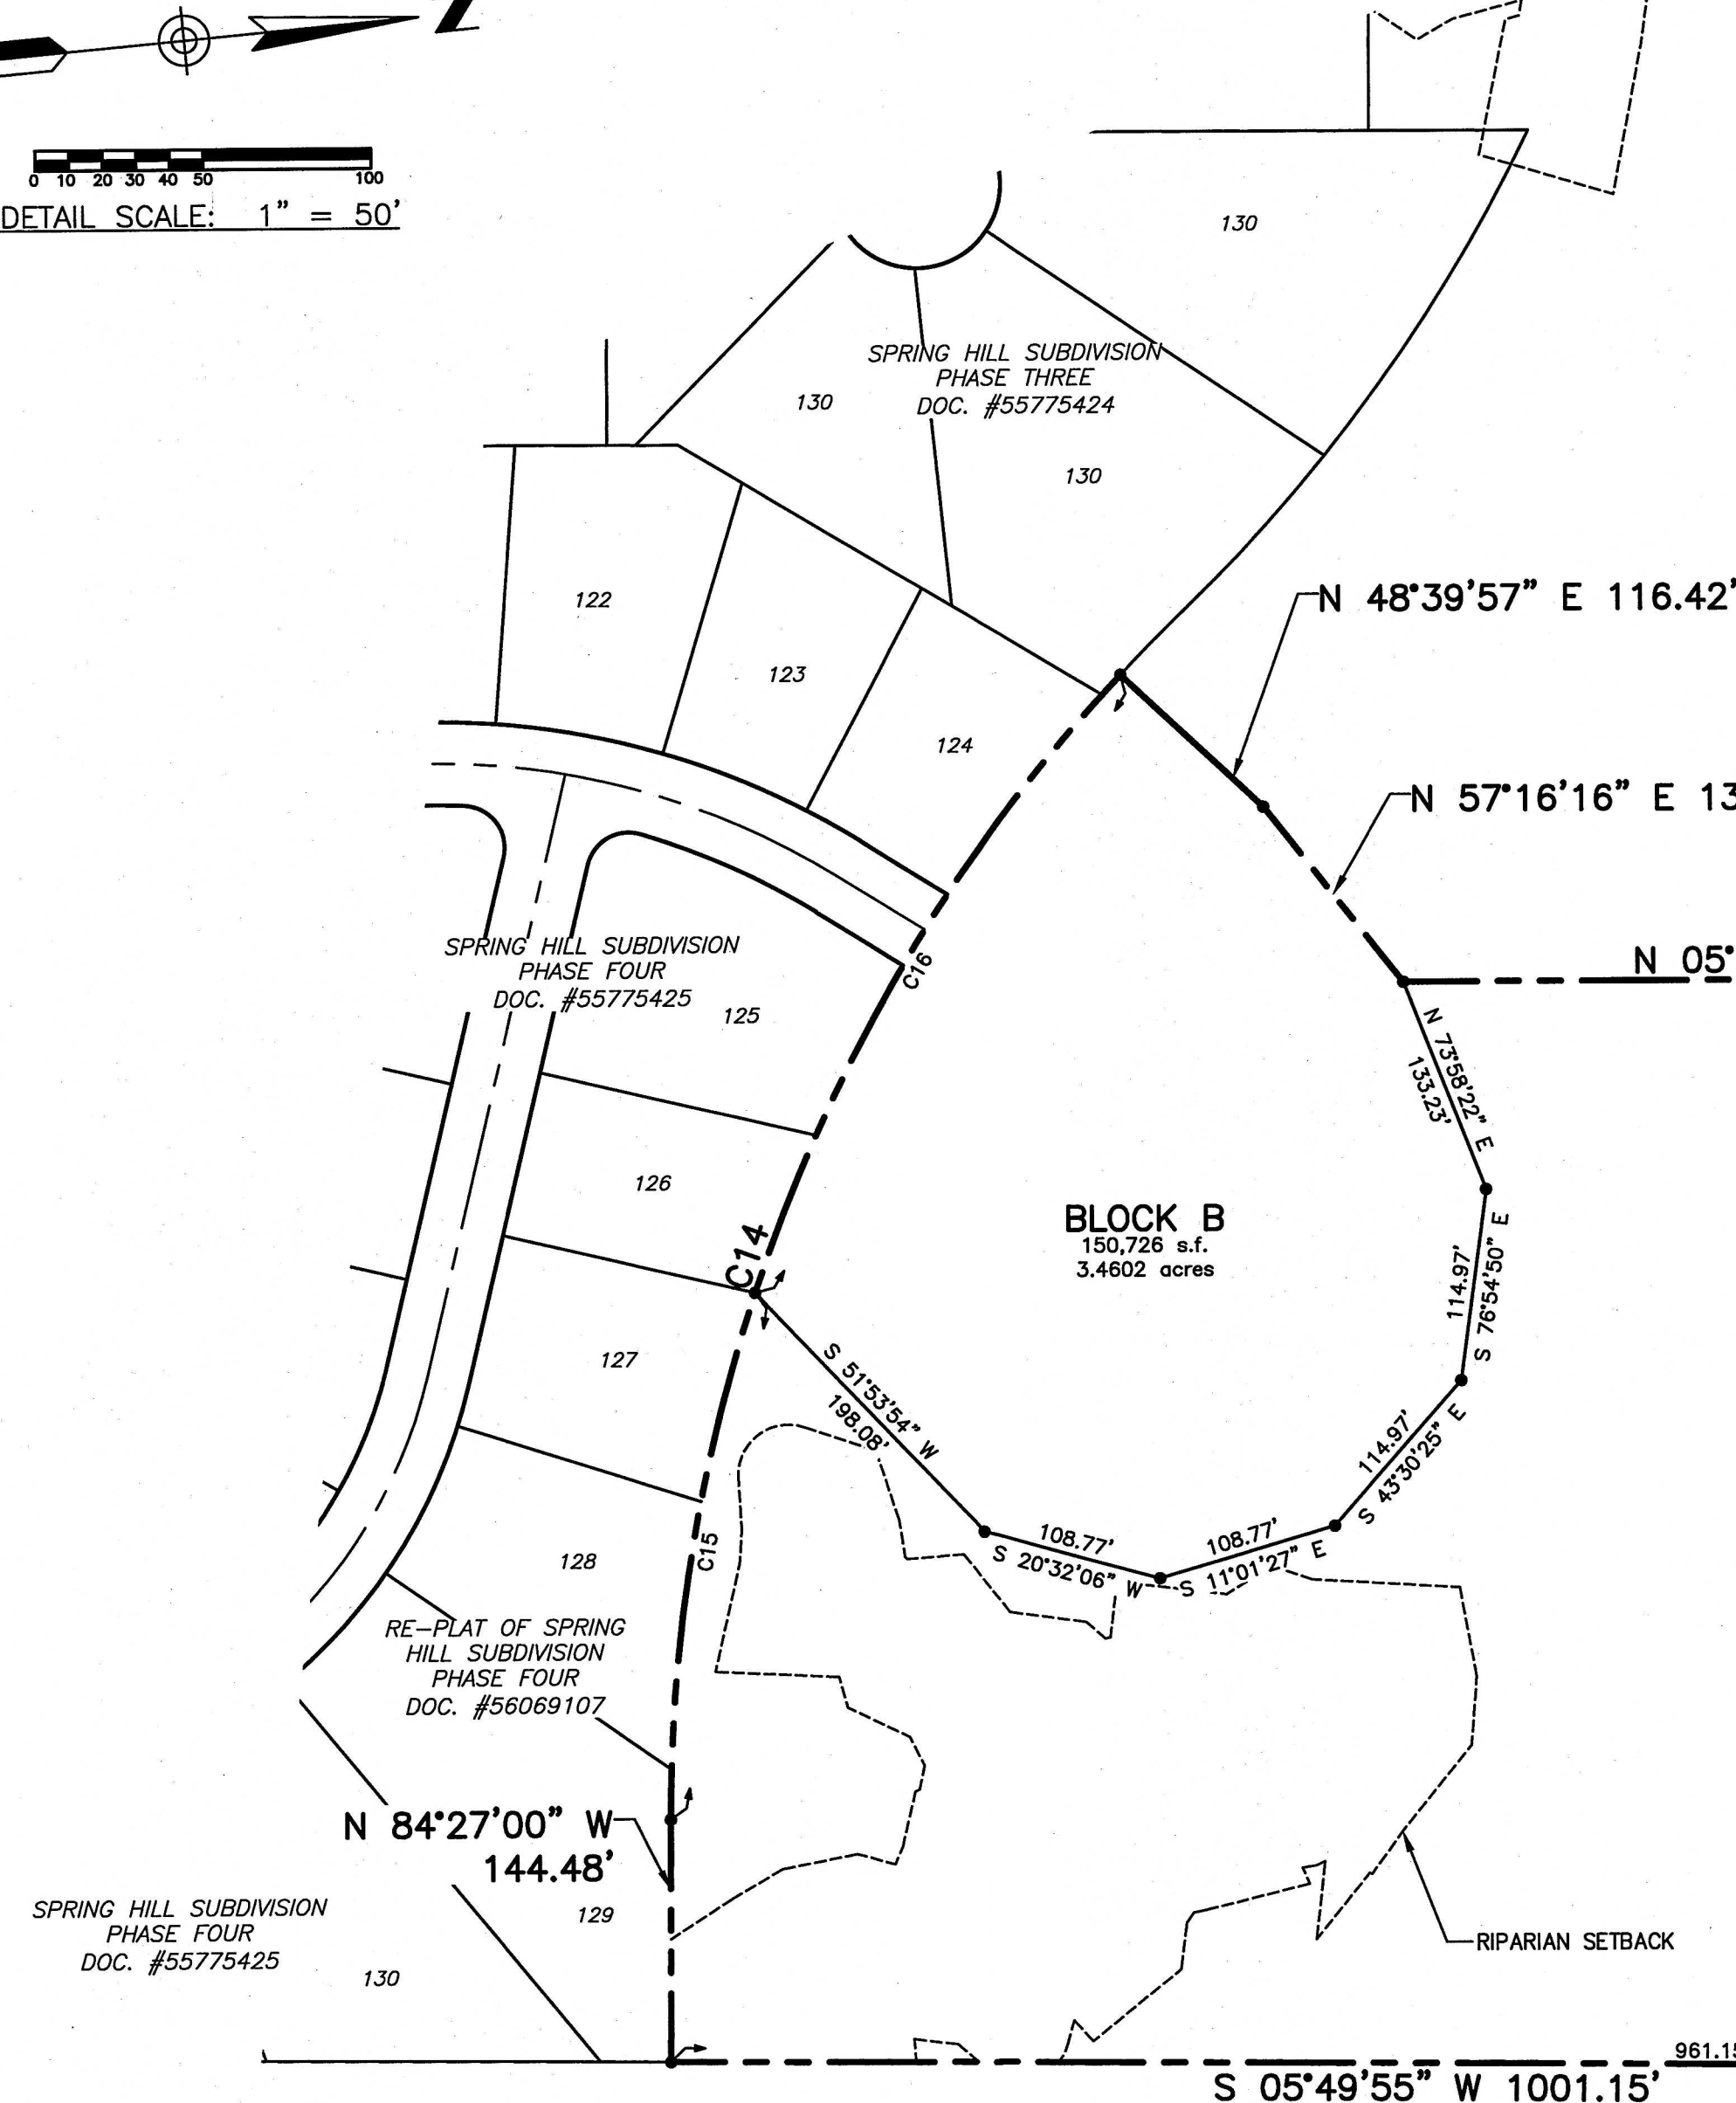 0 10 20 30 40 50 100
DETAIL SCALE: 1" = 50'
130
SPRING HILL SUBDIVISION
PHASE THREE
DOC. #55775424
130
130
N 48°39'57" E 116.42'
122
123
124
N 57°16'16" E 13
N 05°
C16
SPRING HILL SUBDIVISION
PHASE FOUR
DOC. #55775425
125
N 73°58'22" E
133.23'
126
BLOCK B
150,726 s.f.
3.4602 acres
C14
114.97'
S 76°54'50" E
127
S 51°53'54" W
198.08'
114.97'
S 43°30'25" E
108.77'
S 20°32'06" W
108.77'
S 11°01'27" E
C15
128
RE-PLAT OF SPRING
HILL SUBDIVISION
PHASE FOUR
DOC. #56069107
N 84°27'00" W
144.48'
129
SPRING HILL SUBDIVISION
PHASE FOUR
DOC. #55775425
130
RIPARIAN SETBACK
961.15
S 05°49'55" W 1001.15'